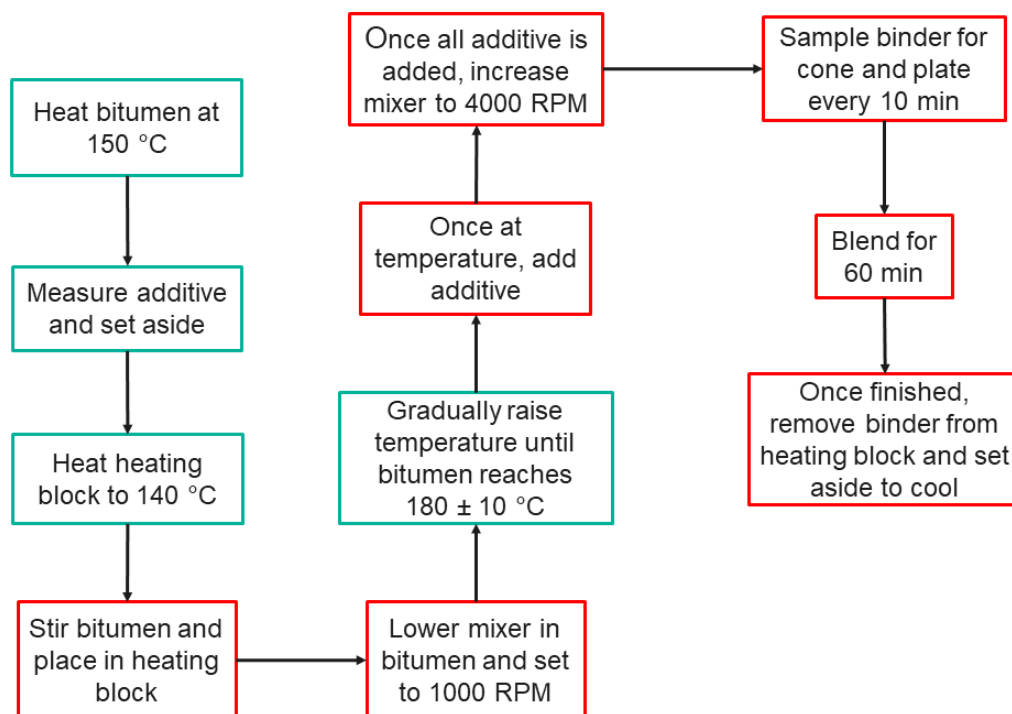 Heat bitumen at
150 °C
Measure additive
and set aside
Heat heating
block to 140 °C
Stir bitumen and
place in heating
block
Lower mixer in
bitumen and set
to 1000 RPM
Gradually raise
temperature until
bitumen reaches
180 ± 10 °C
Once at
temperature, add
additive
Once all additive is
added, increase
mixer to 4000 RPM
Sample binder for
cone and plate
every 10 min
Blend for
60 min
Once finished,
remove binder from
heating block and set
aside to cool